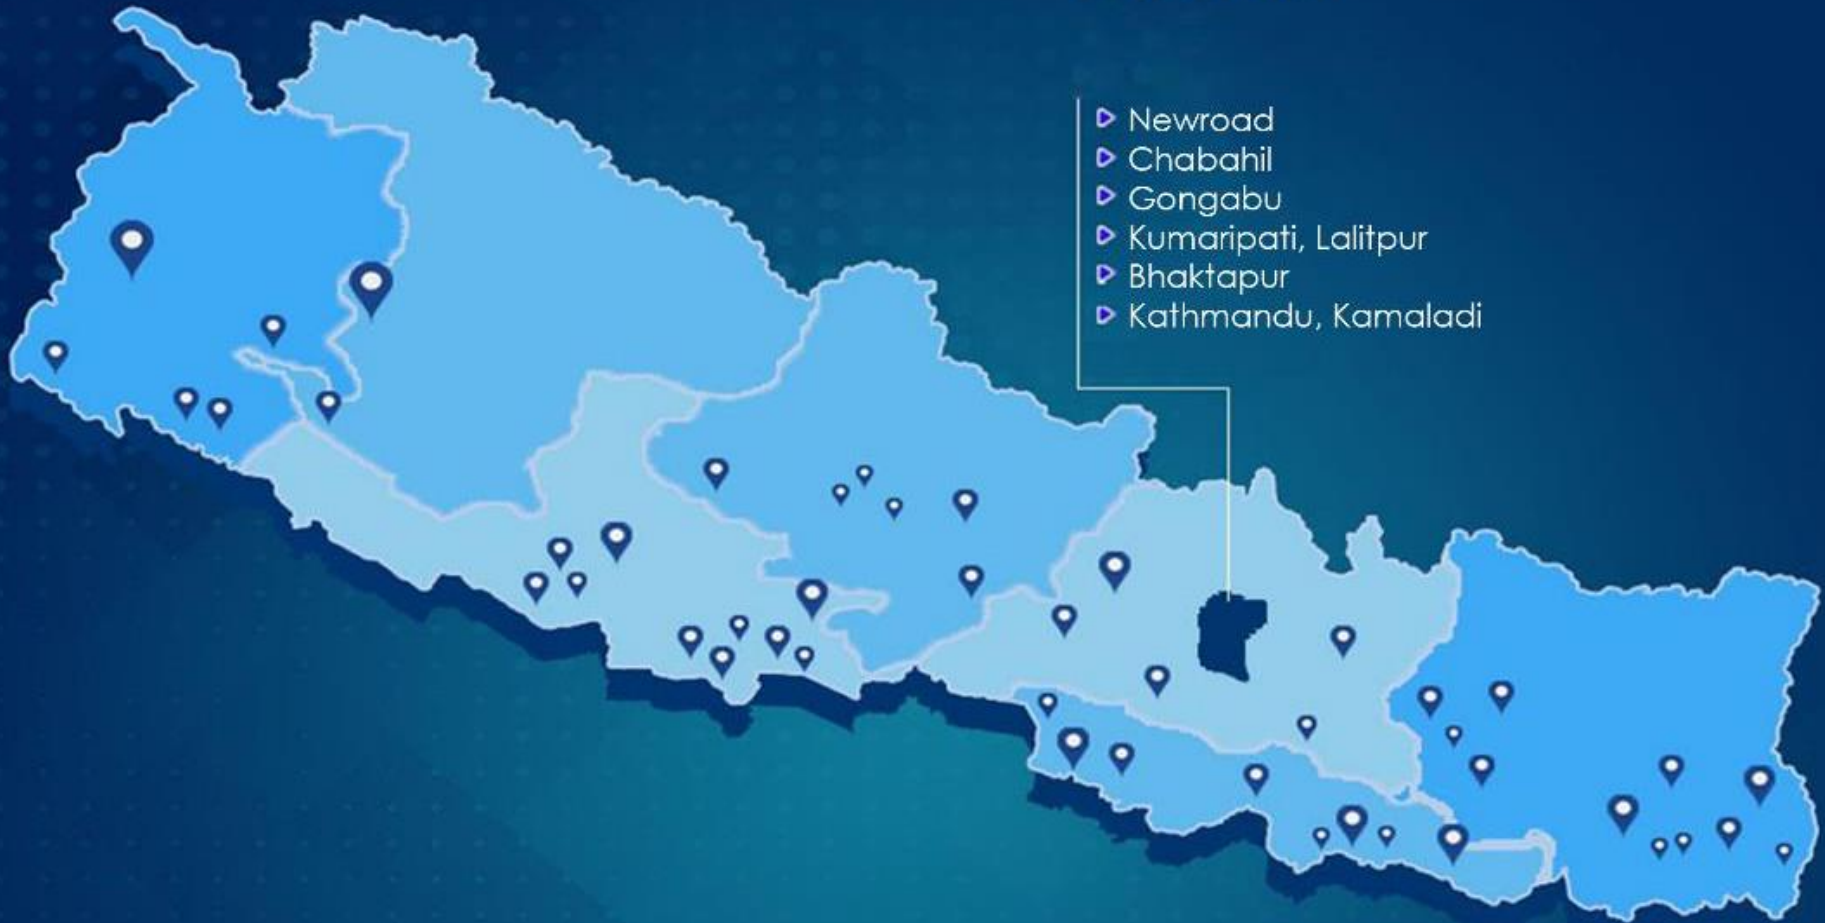 Newroad
Chabahil
Gongabu
Kumaripati, Lalitpur
Bhaktapur
Kathmandu, Kamaladi